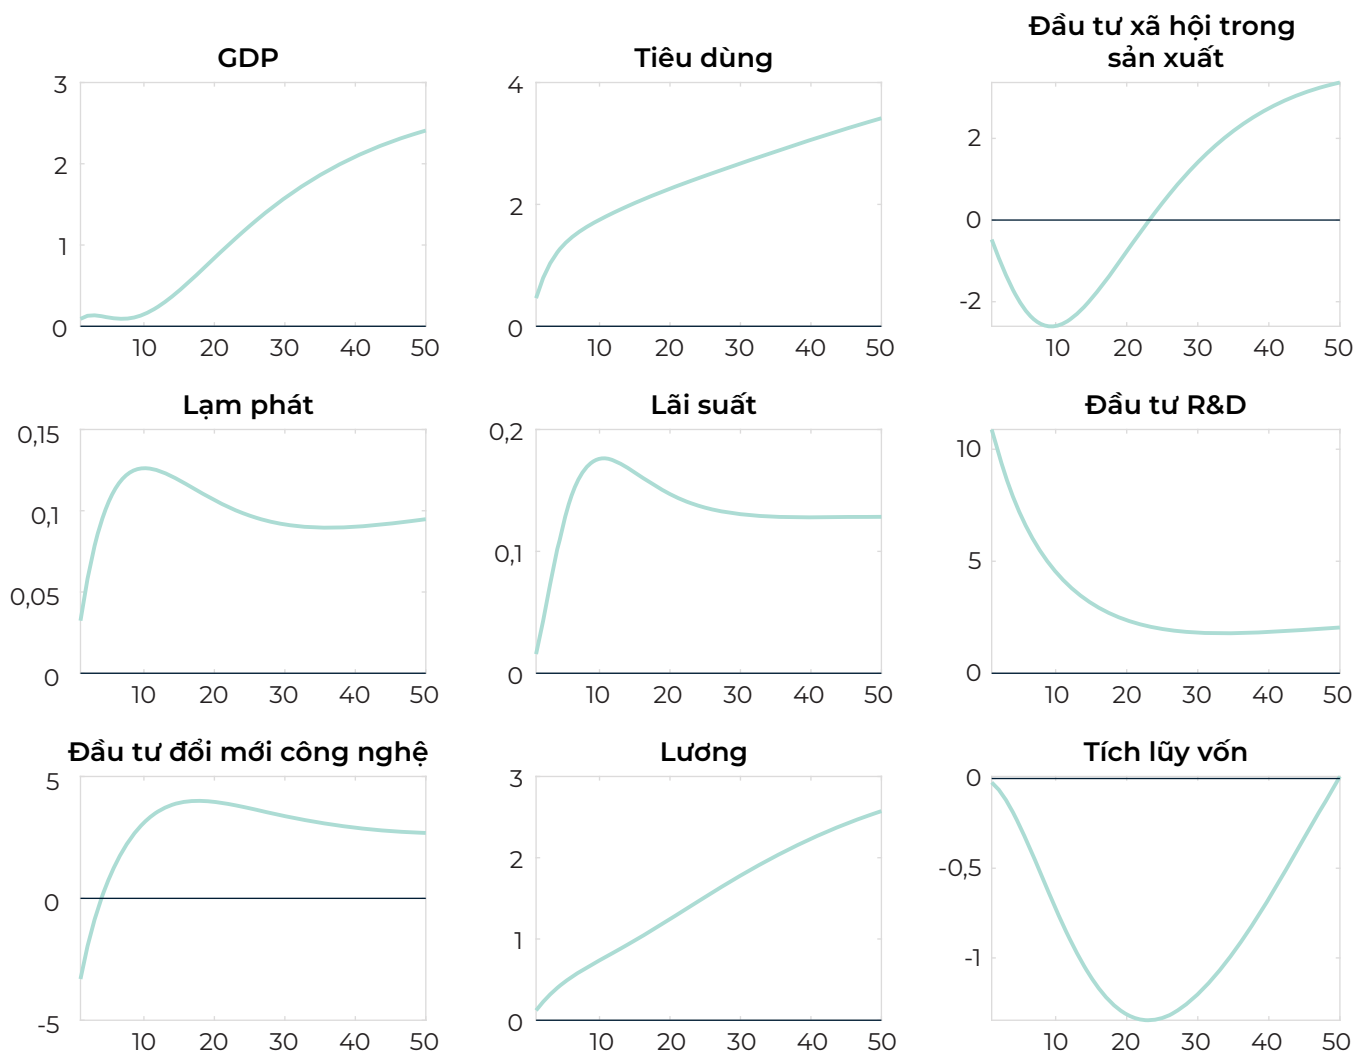 GDP
3
2
1
0
10 20 30 40 50
Tiêu dùng
4
2
0
10 20 30 40 50
Đầu tư xã hội trong
sản xuất
2
0
-2
10 20 30 40 50
Lạm phát
0,15
0,1
0,05
0
10 20 30 40 50
Lãi suất
0,2
0,1
0
10 20 30 40 50
Đầu tư R&D
10
5
0
10 20 30 40 50
Đầu tư đổi mới công nghệ
5
0
-5
10 20 30 40 50
Lương
3
2
1
0
10 20 30 40 50
Tích lũy vốn
0
-0,5
-1
10 20 30 40 50